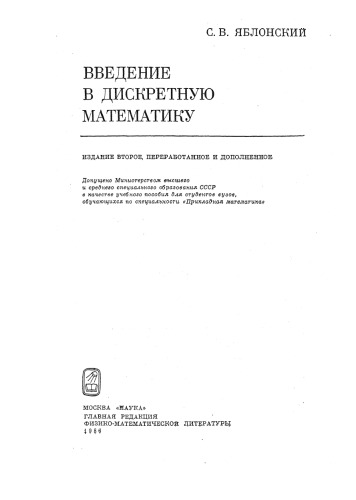 С. В. ЯБЛОНСКИЙ
ВВЕДЕНИЕ
В ДИСКРЕТНУЮ
МАТЕМАТИКУ
ИЗДАНИЕ ВТОРОЕ, ПЕРЕРАБОТАННОЕ И ДОПОЛНЕННОЕ
Допущено Министерством высшего
и среднего специального образования СССР
в качестве учебного пособия для студентов вузов,
обучающихся по специальности «Прикладная математика»
МОСКВА «НАУКА»
ГЛАВНАЯ РЕДАКЦИЯ
ФИЗИКО-МАТЕМАТИЧЕСКОЙ ЛИТЕРАТУРЫ
1986